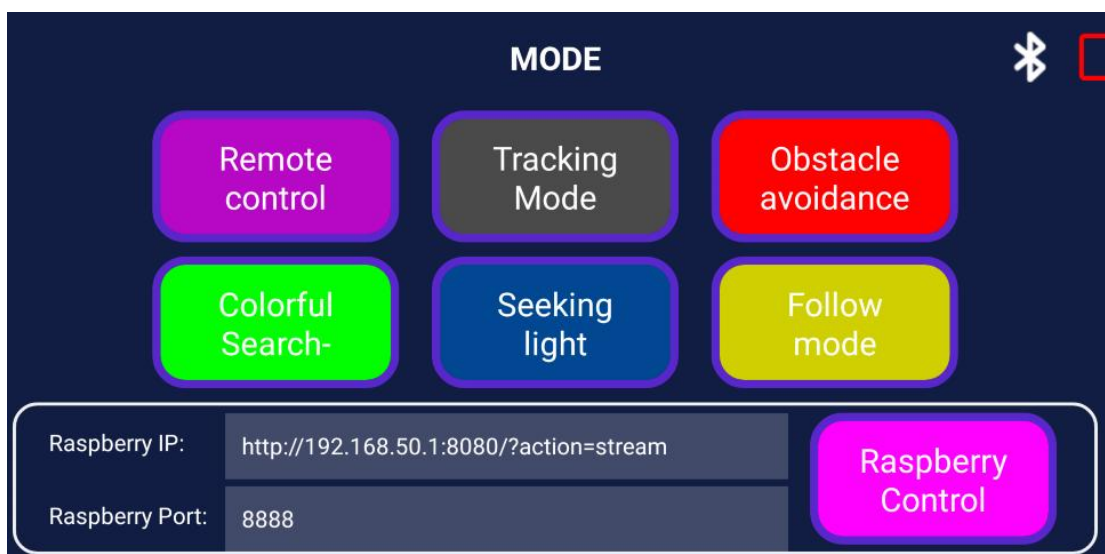 MODE
Remote
control
Tracking
Mode
Obstacle
avoidance
Colorful
Search-
Seeking
light
Follow
mode
Raspberry IP:
http://192.168.50.1:8080/?action=stream
Raspberry Port:
8888
Raspberry
Control